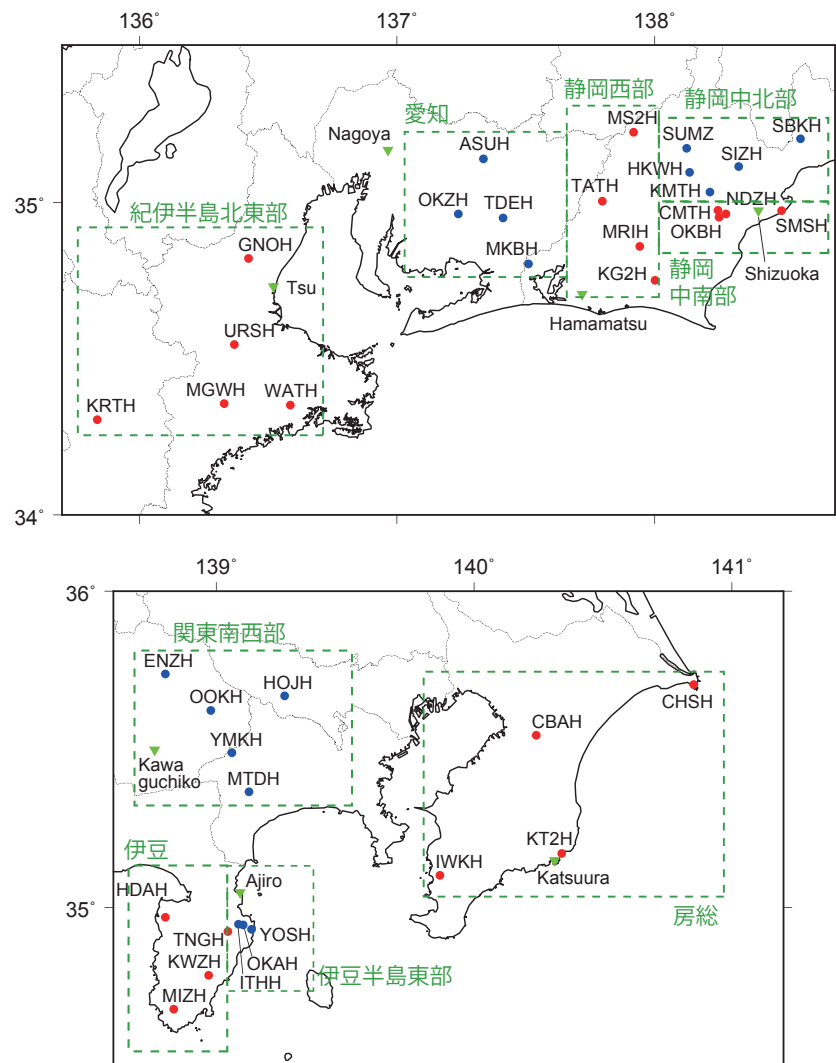 136°
137°
138°
静岡西部
静岡中北部
愛知
MS2H
SUMZ
SBKH
Nagoya
ASUH
SIZH
HKWH
TATH
KMTH
NDZH
OKZH
TDEH
CMTH
紀伊半島北東部
OKBH
SMSH
35°
GNOH
MKBH
MRIH
静岡
中南部
Shizuoka
KG2H
Tsu
Hamamatsu
URSH
MGWH
WATH
KRTH
34°
139°
140°
141°
36°
関東南西部
ENZH
HOJH
OOKH
CHSH
CBAH
YMKH
Kawa
guchiko
MTDH
伊豆
KT2H
IWKH
Katsuura
HDAH
Ajiro
35°
房総
TNGH
YOSH
KWZH
OKAH
ITHH
伊豆半島東部
MIZH